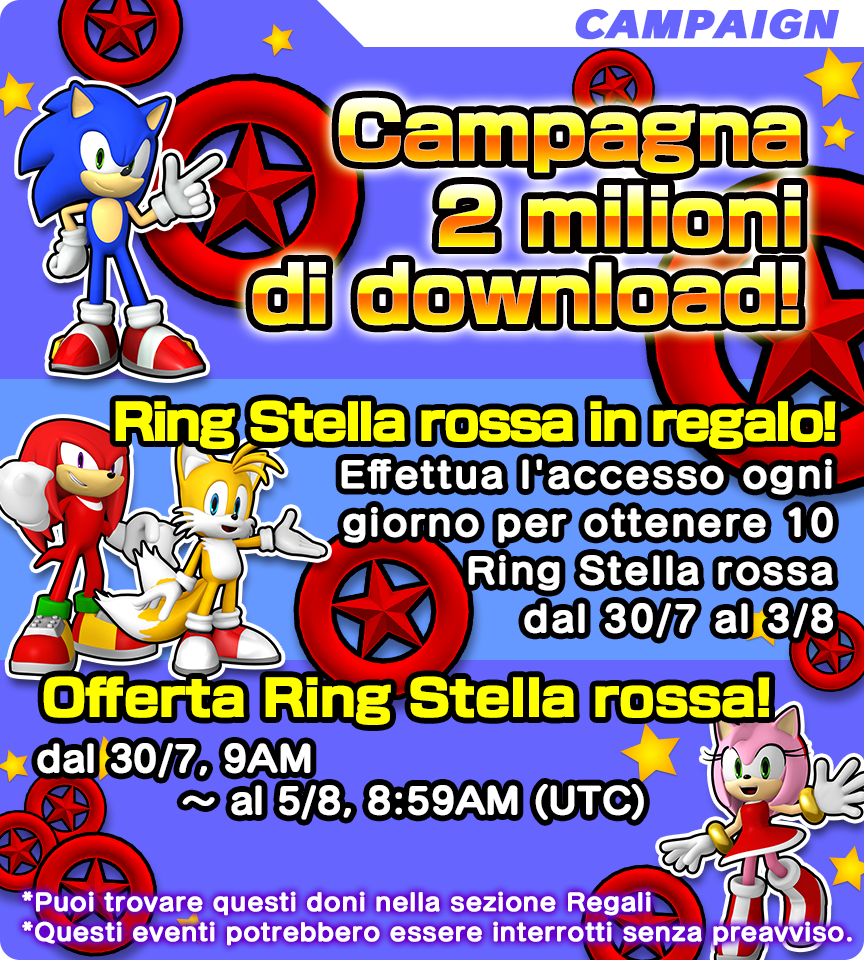 CAMPAIGN
Campagna
2 milioni
di download!
Ring Stella rossa in regalo!
Effettua l'accesso ogni
giorno per ottenere 10
Ring Stella rossa
dal 30/7 al 3/8
Offerta Ring Stella rossa!
dal 30/7, 9AM
～ al 5/8, 8:59AM (UTC)
*Puoi trovare questi doni nella sezione Regali
*Questi eventi potrebbero essere interrotti senza preavviso.